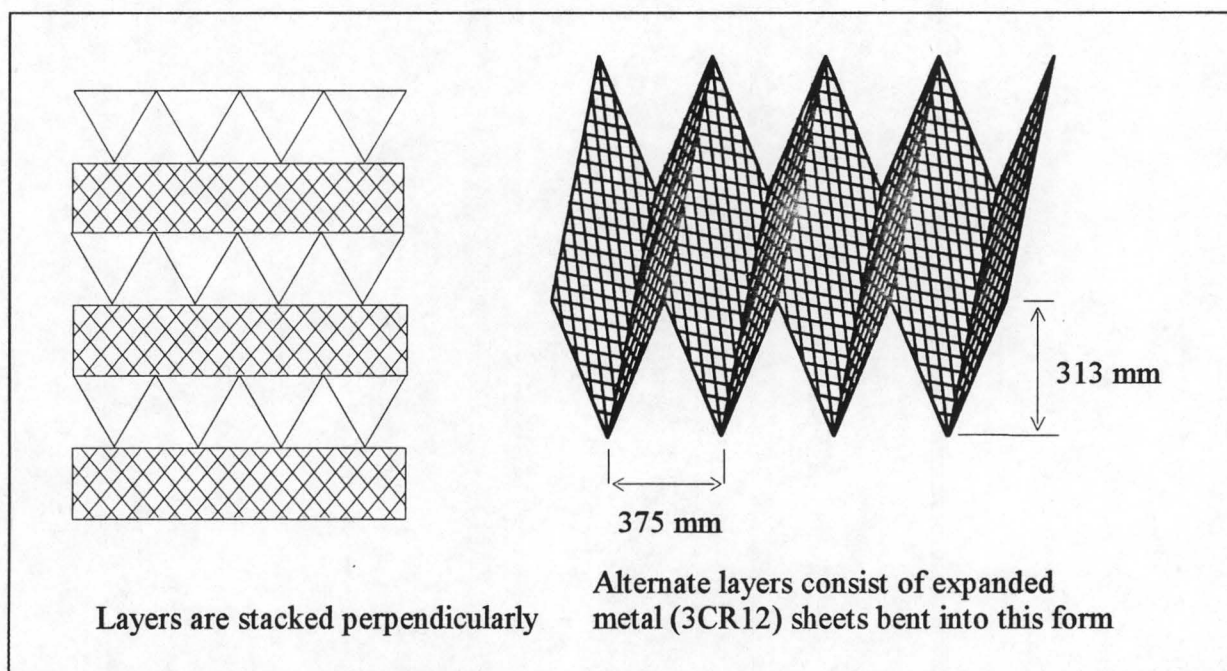 313 mm
375 mm
Layers are stacked perpendicularly
Alternate layers consist of expanded
metal (3CR12) sheets bent into this form